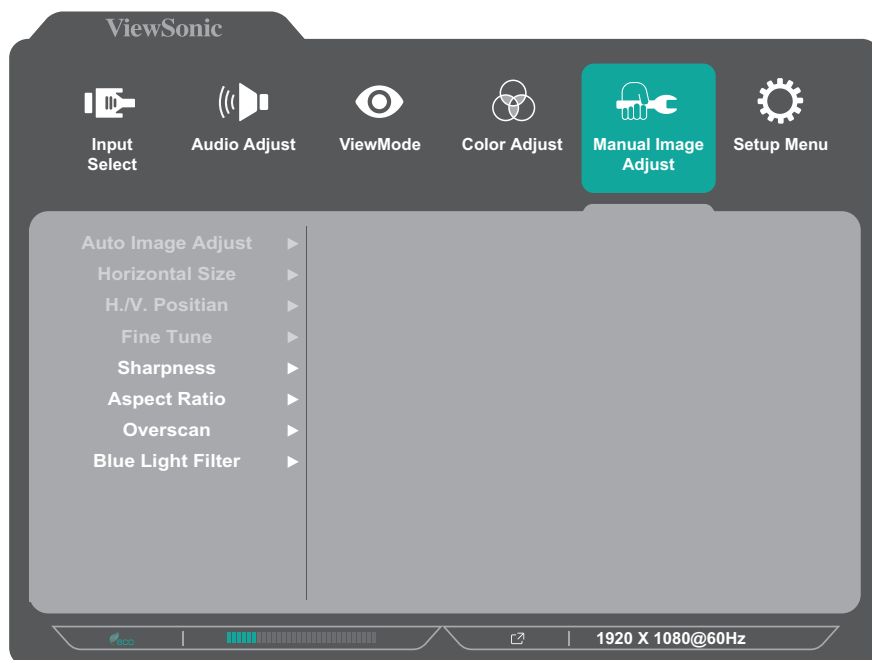 ViewSonic
Input
Select
Audio Adjust
ViewMode
Color Adjust
Manual Image
Adjust
Setup Menu
Auto Image Adjust
Horizontal Size
H./V. Positian
Fine Tune
Sharpness
Aspect Ratio
Overscan
Blue Light Filter
eco
1920 X 1080@60Hz